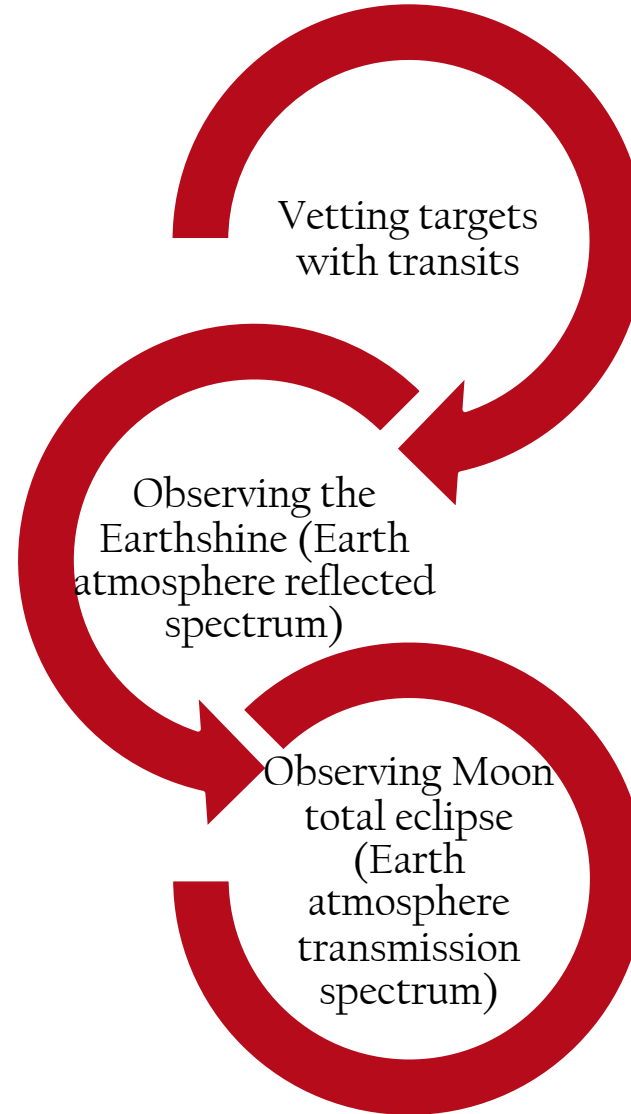 Vetting targets
with transits
Observing the
Earthshine (Earth
atmosphere reflected
spectrum)
Observing Moon
total eclipse
(Earth
atmosphere
transmission
spectrum)